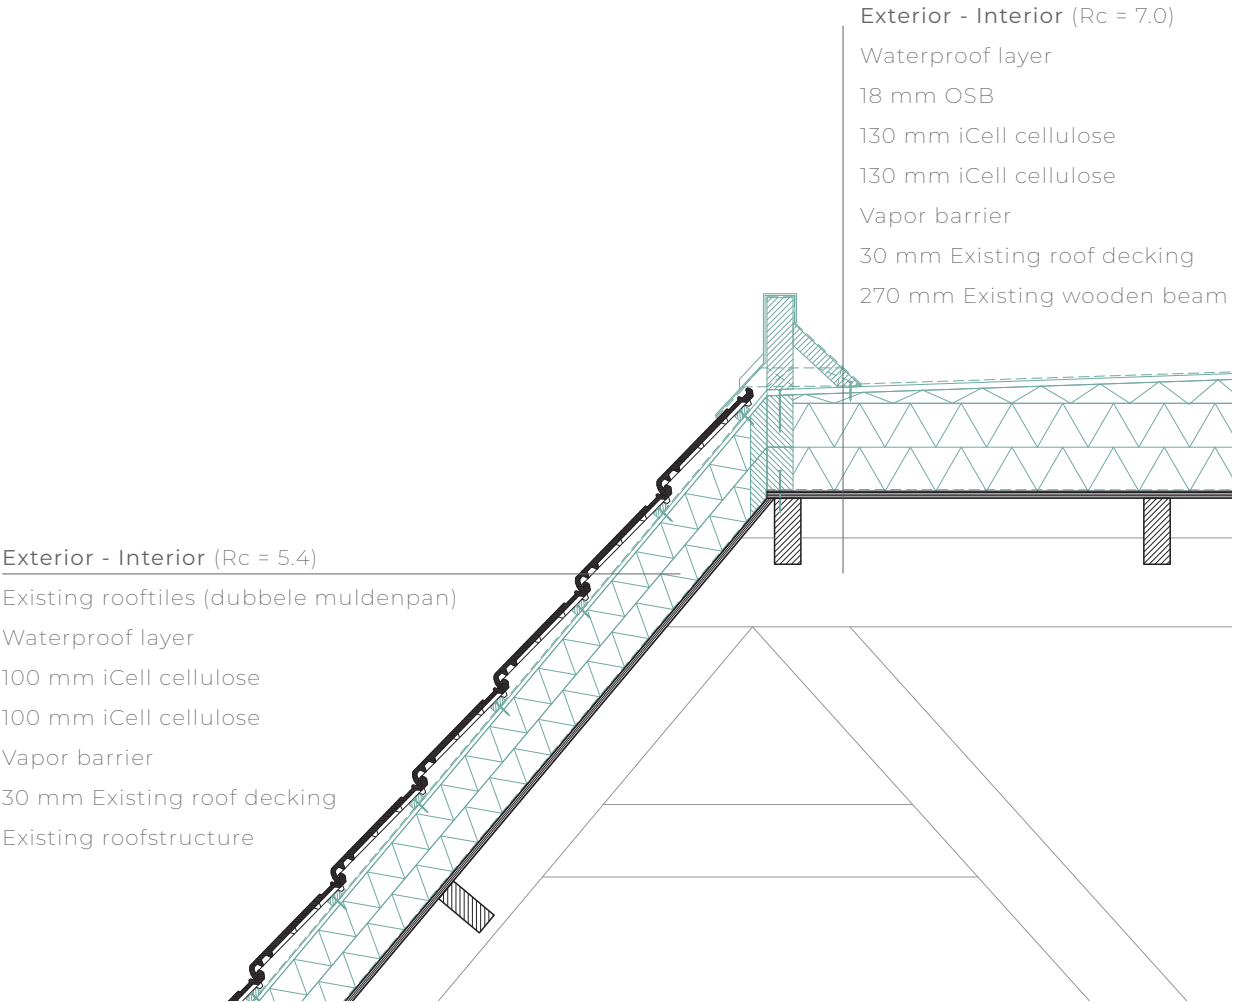 Exterior - Interior (Rc = 7.0)
Waterproof layer
18 mm OSB
130 mm iCell cellulose
130 mm iCell cellulose
Vapor barrier
30 mm Existing roof decking
270 mm Existing wooden beam
Exterior - Interior (Rc = 5.4)
Existing rooftiles (dubbele muldenpan)
Waterproof layer
100 mm iCell cellulose
100 mm iCell cellulose
Vapor barrier
30 mm Existing roof decking
Existing roofstructure